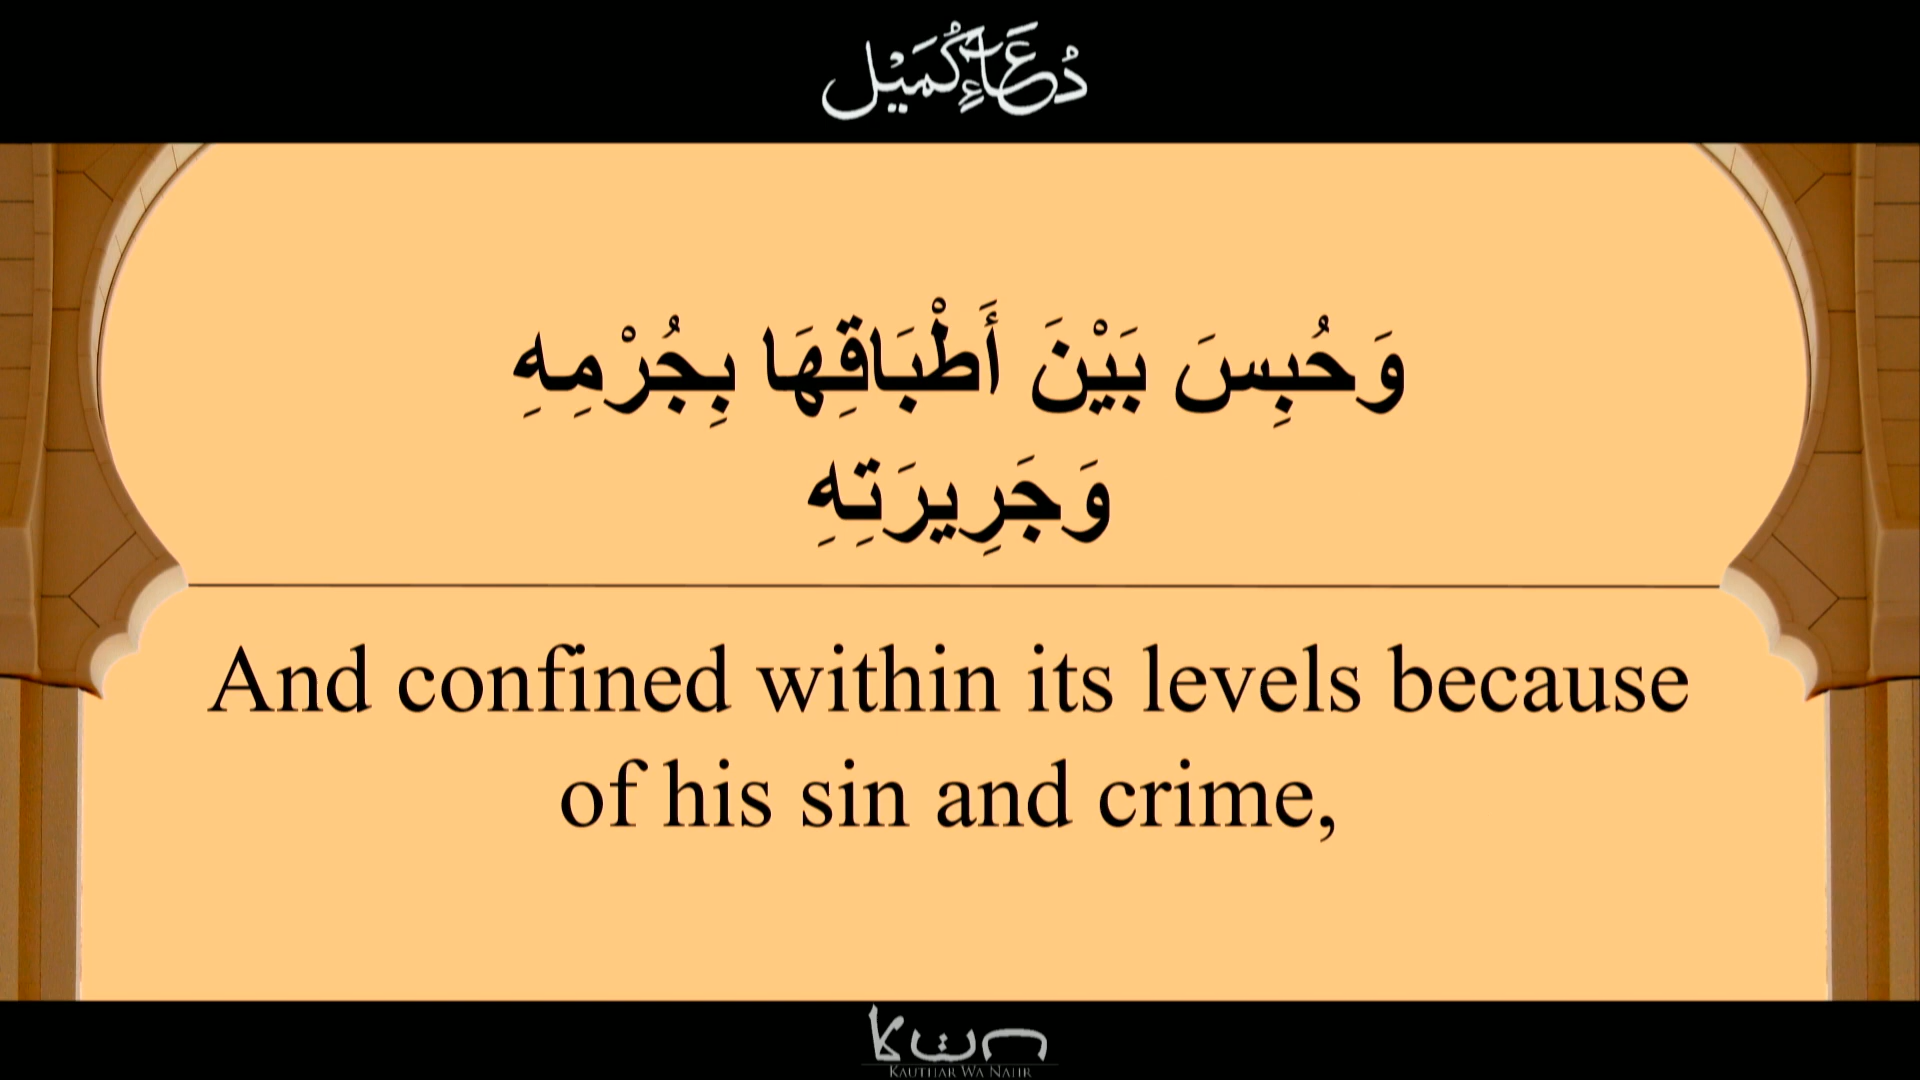 دُعَاءِ كُمَيْل
وَحُبِسَ بَيْنَ أَطْبَاقِهَا بِجُرْمِهِ
وَجَرِيرَتِهِ
And confined within its levels because
of his sin and crime,
kwn
KAUTHAR WA NAHR